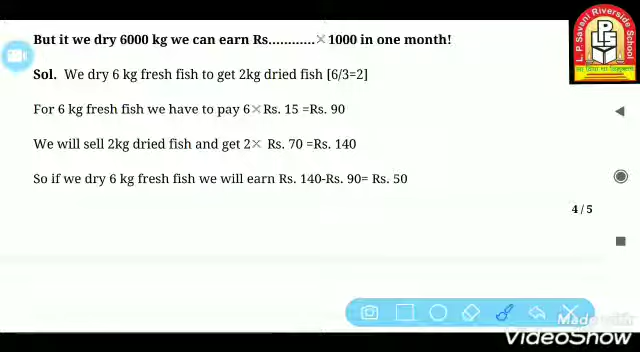 But it we dry 6000 kg we can earn Rs............× 1000 in one month!
Sol. We dry 6 kg fresh fish to get 2kg dried fish [6/3=2]
For 6 kg fresh fish we have to pay 6× Rs. 15 =Rs. 90
We will sell 2kg dried fish and get 2× Rs. 70 =Rs. 140
So if we dry 6 kg fresh fish we will earn Rs. 140-Rs. 90= Rs. 50
4 / 5
L. P. Savani Riverside School
PLS
Made with
VideoShow